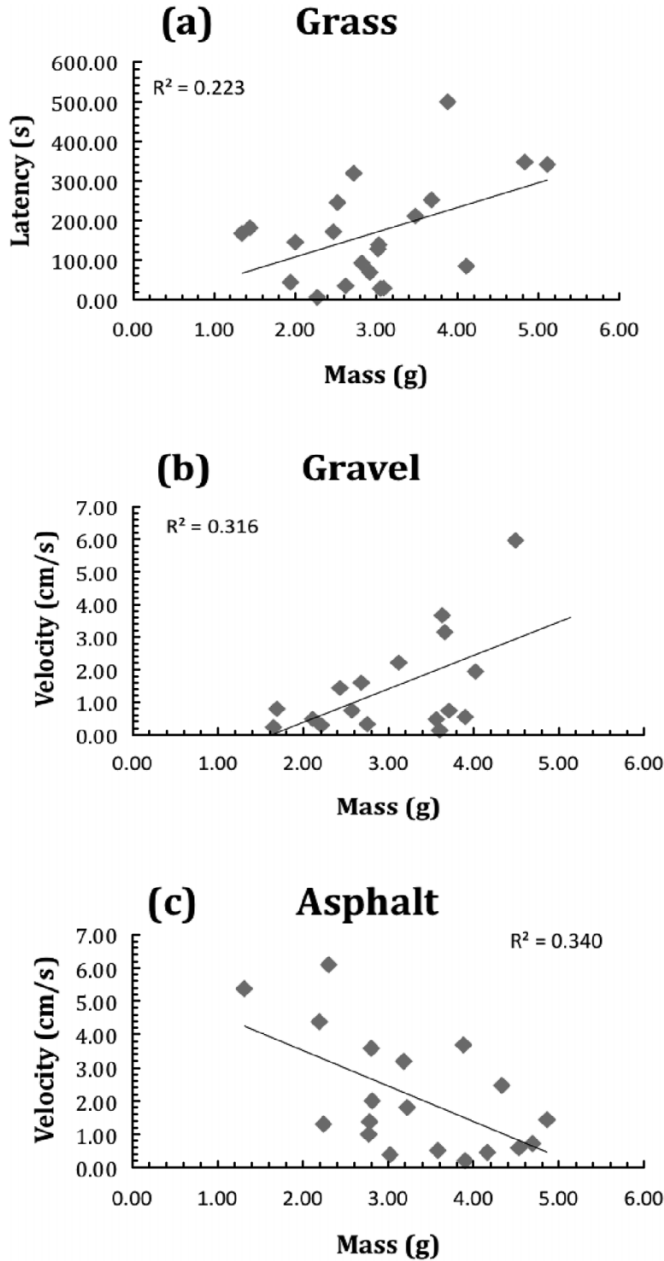 (a) Grass
600.00
R² = 0.223
500.00
400.00
300.00
200.00
100.00
0.00
Latency (s)
0.00 1.00 2.00 3.00 4.00 5.00 6.00
Mass (g)
(b) Gravel
7.00
R² = 0.316
6.00
5.00
4.00
3.00
2.00
1.00
0.00
Velocity (cm/s)
0.00 1.00 2.00 3.00 4.00 5.00 6.00
Mass (g)
(c) Asphalt
7.00
R² = 0.340
6.00
5.00
4.00
3.00
2.00
1.00
0.00
Velocity (cm/s)
0.00 1.00 2.00 3.00 4.00 5.00 6.00
Mass (g)